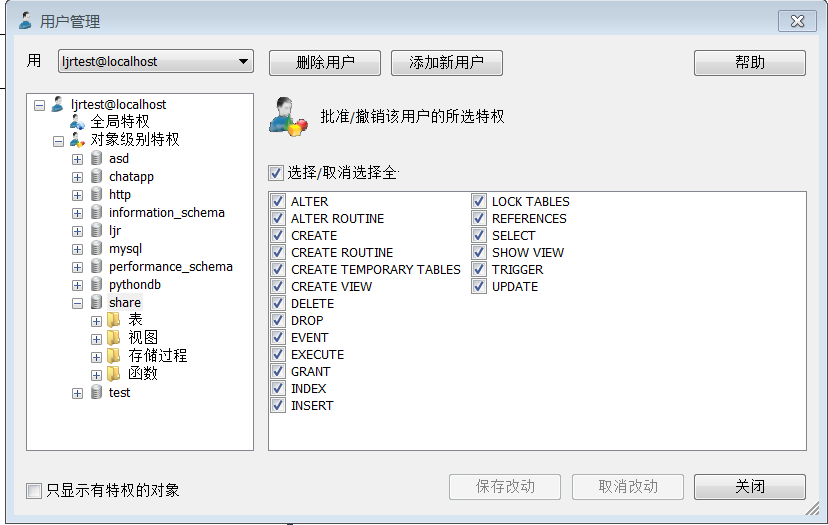 用户管理
用 ljrtest@localhost 删除用户 添加新用户 帮助
ljrtest@localhost
全局特权
对象级别特权
asd
chatapp
http
information_schema
ljr
mysql
performance_schema
pythondb
share
表
视图
存储过程
函数
test
批准/撤销该用户的所选特权
选择/取消选择全
ALTER
ALTER ROUTINE
CREATE
CREATE ROUTINE
CREATE TEMPORARY TABLES
CREATE VIEW
DELETE
DROP
EVENT
EXECUTE
GRANT
INDEX
INSERT
LOCK TABLES
REFERENCES
SELECT
SHOW VIEW
TRIGGER
UPDATE
只显示有特权的对象 保存改动 取消改动 关闭